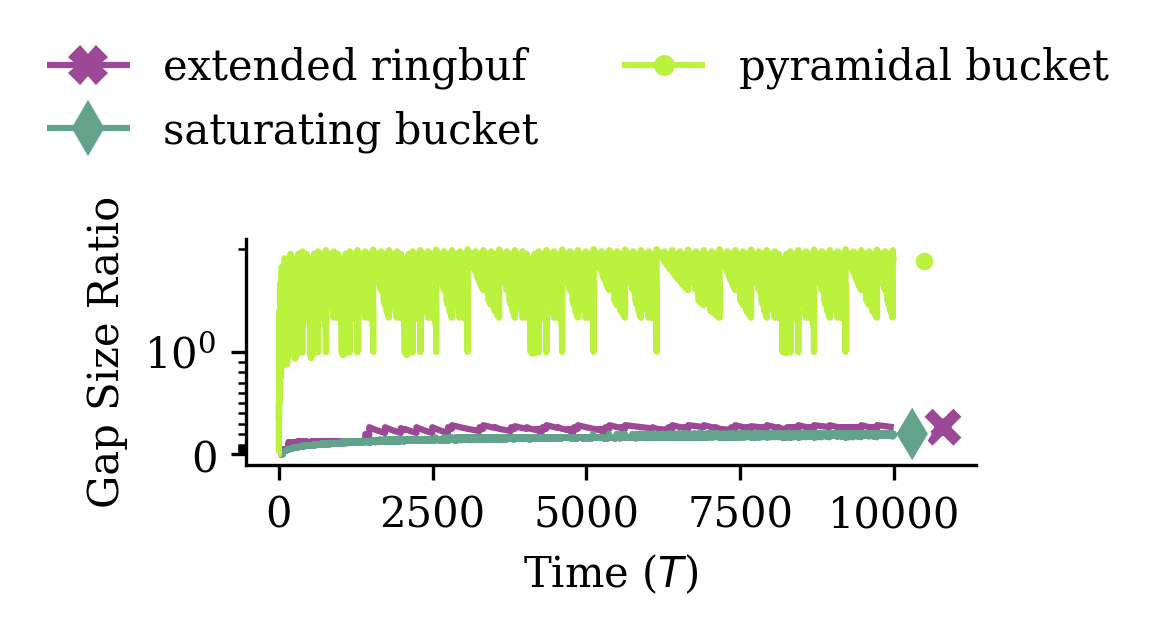 extended ringbuf
pyramidal bucket
saturating bucket
Gap Size Ratio
10⁰
0
0 2500 5000 7500 10000
Time (T)